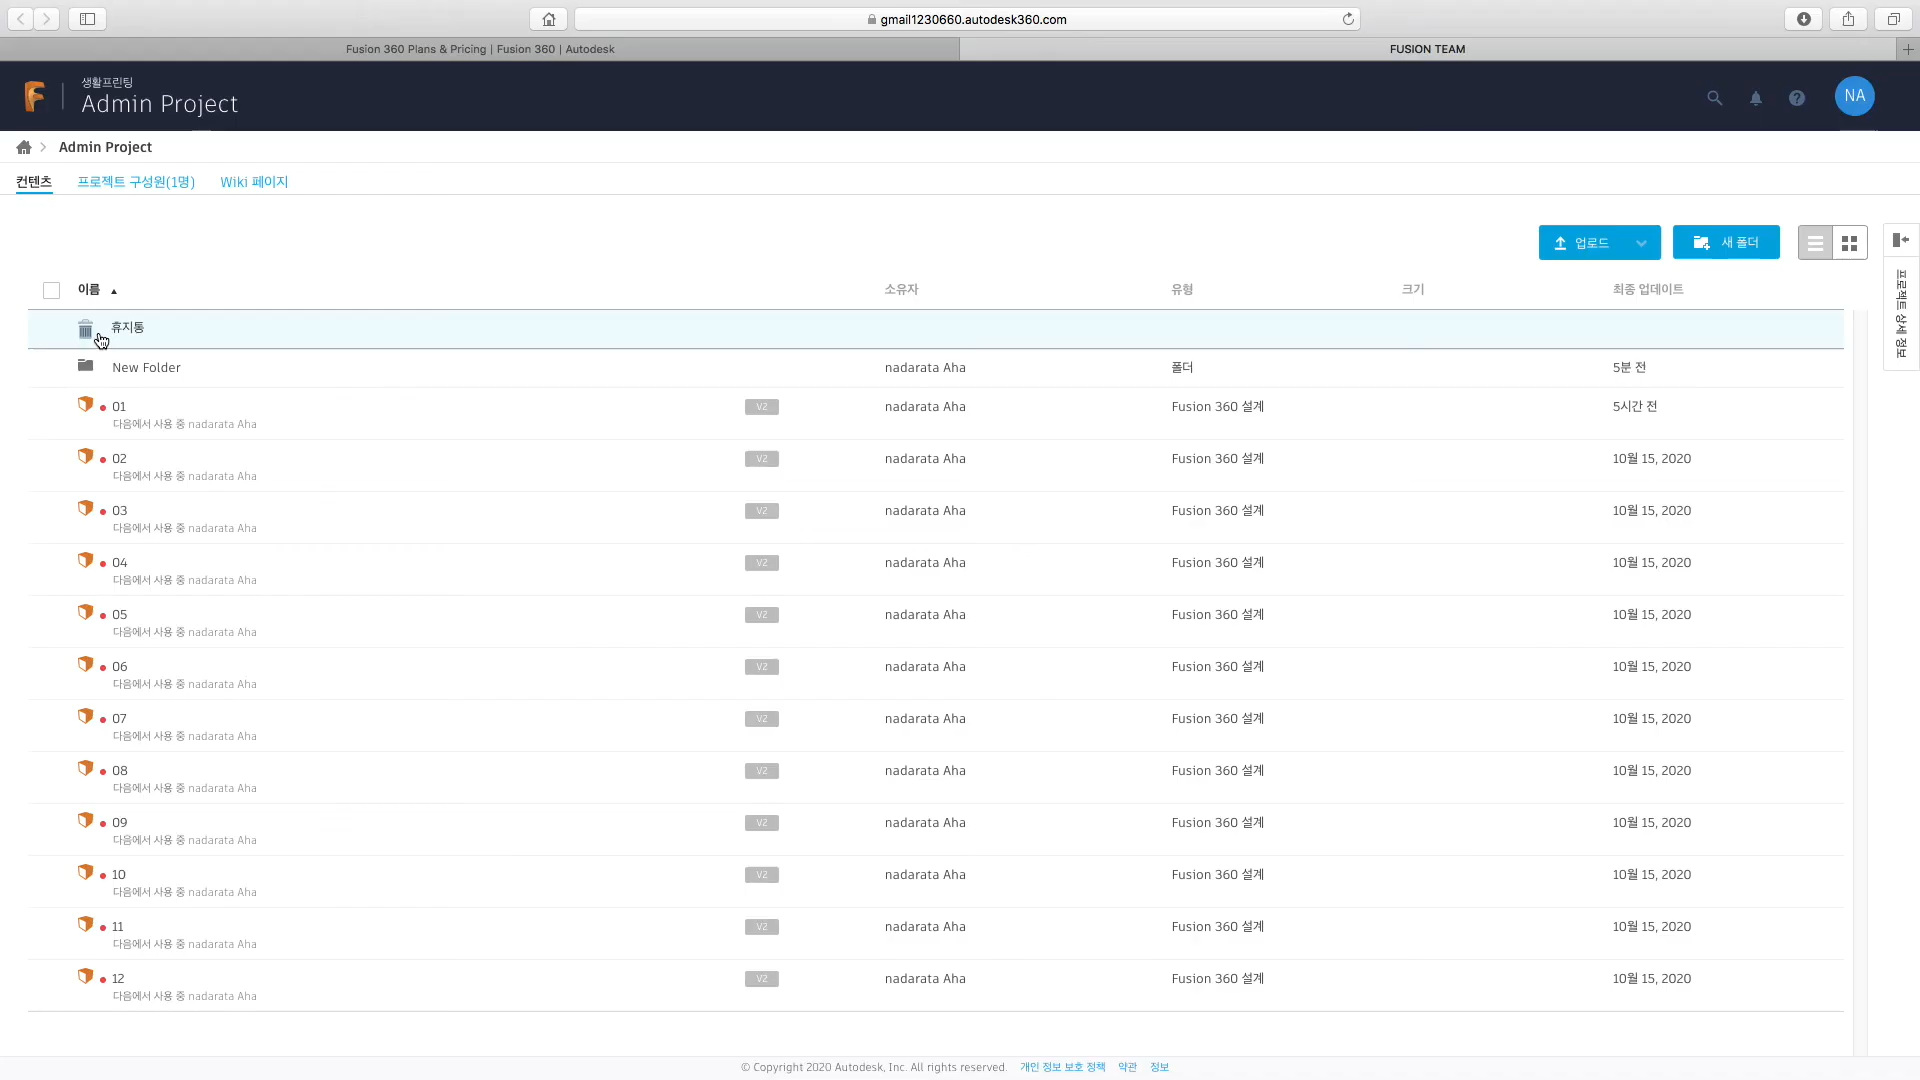 gmail1230660.autodesk360.com
Fusion 360 Plans & Pricing | Fusion 360 | Autodesk
FUSION TEAM
생활프린팅
Admin Project
NA
Admin Project
컨텐츠 프로젝트 구성원(1명) Wiki 페이지
업로드 새 폴더
프로젝트 상세 정보
이름 소유자 유형 크기 최종 업데이트
휴지통
New Folder nadarata Aha 폴더 5분 전
01 V2 nadarata Aha Fusion 360 설계 5시간 전
다음에서 사용 중 nadarata Aha
02 V2 nadarata Aha Fusion 360 설계 10월 15, 2020
다음에서 사용 중 nadarata Aha
03 V2 nadarata Aha Fusion 360 설계 10월 15, 2020
다음에서 사용 중 nadarata Aha
04 V2 nadarata Aha Fusion 360 설계 10월 15, 2020
다음에서 사용 중 nadarata Aha
05 V2 nadarata Aha Fusion 360 설계 10월 15, 2020
다음에서 사용 중 nadarata Aha
06 V2 nadarata Aha Fusion 360 설계 10월 15, 2020
다음에서 사용 중 nadarata Aha
07 V2 nadarata Aha Fusion 360 설계 10월 15, 2020
다음에서 사용 중 nadarata Aha
08 V2 nadarata Aha Fusion 360 설계 10월 15, 2020
다음에서 사용 중 nadarata Aha
09 V2 nadarata Aha Fusion 360 설계 10월 15, 2020
다음에서 사용 중 nadarata Aha
10 V2 nadarata Aha Fusion 360 설계 10월 15, 2020
다음에서 사용 중 nadarata Aha
11 V2 nadarata Aha Fusion 360 설계 10월 15, 2020
다음에서 사용 중 nadarata Aha
12 V2 nadarata Aha Fusion 360 설계 10월 15, 2020
다음에서 사용 중 nadarata Aha
© Copyright 2020 Autodesk, Inc. All rights reserved. 개인 정보 보호 정책 약관 정보